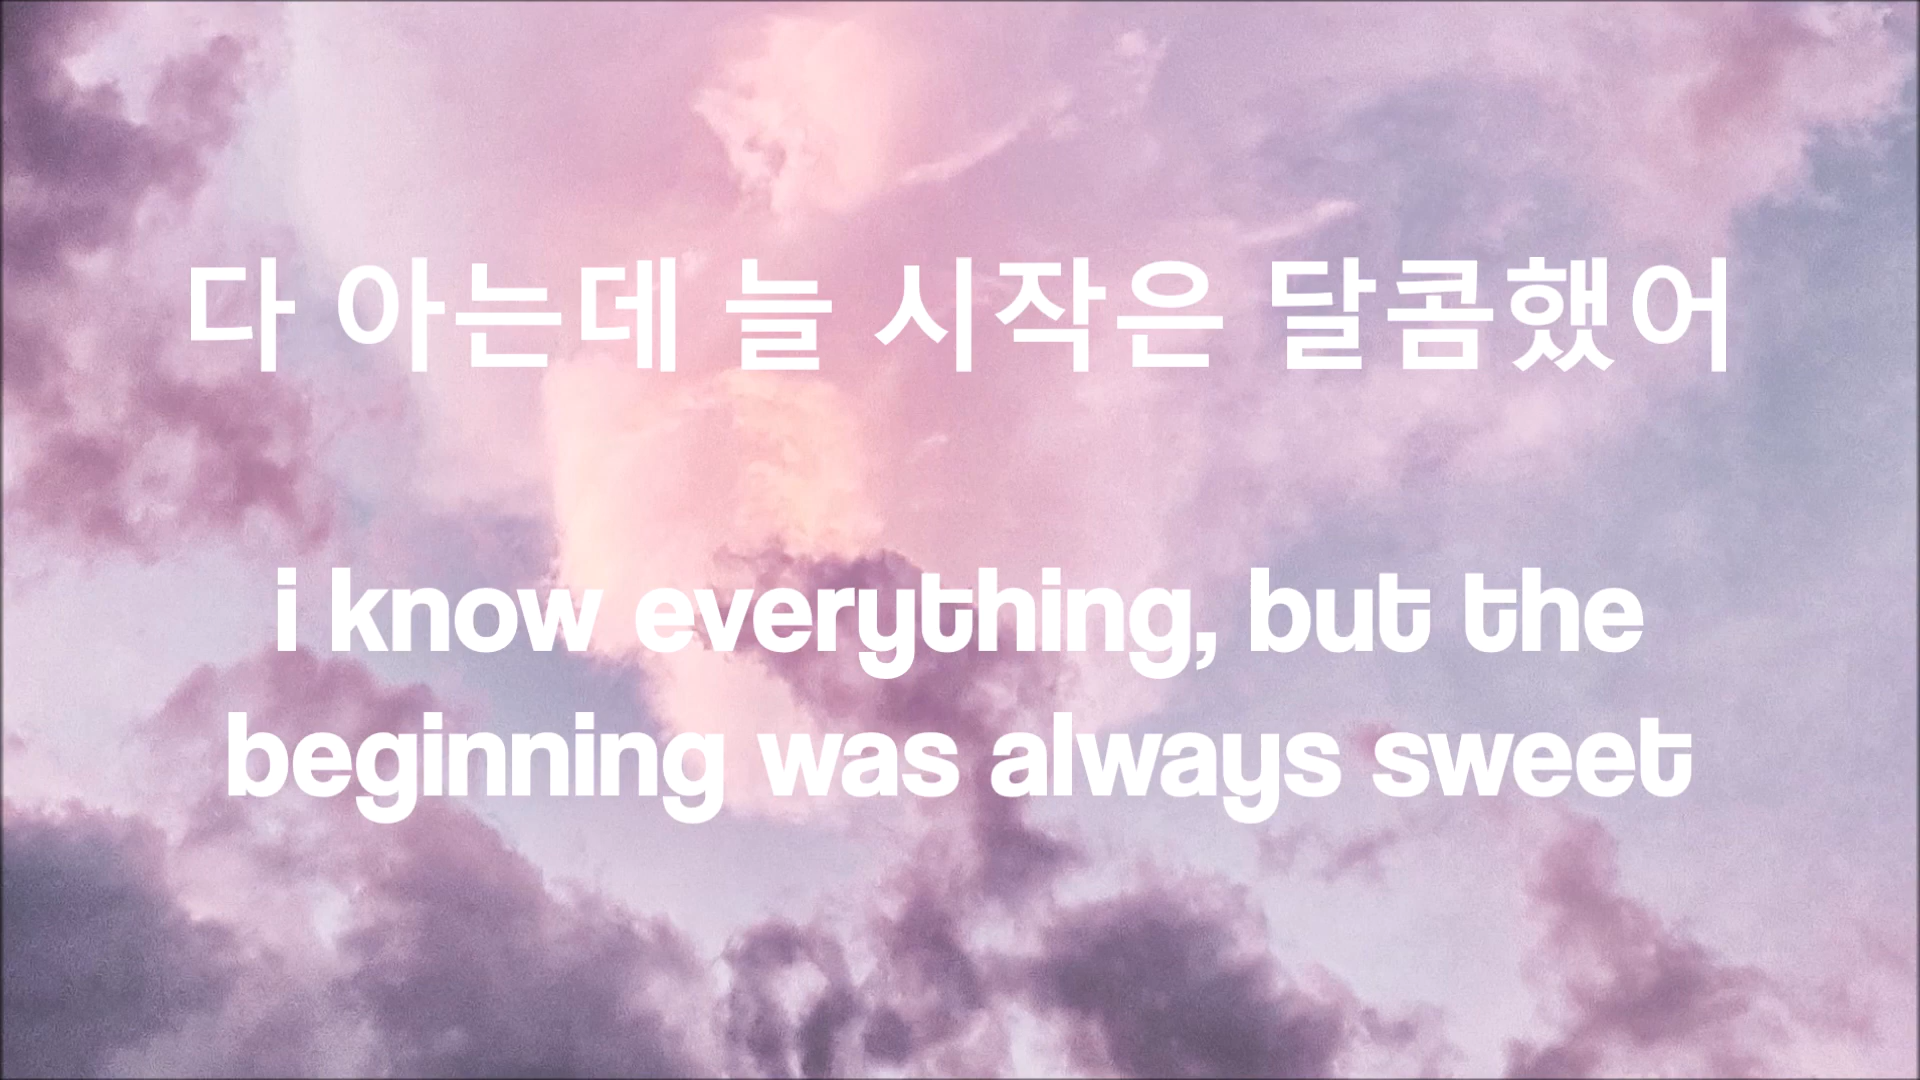 다 아는데 늘 시작은 달콤했어
i know everything, but the
beginning was always sweet